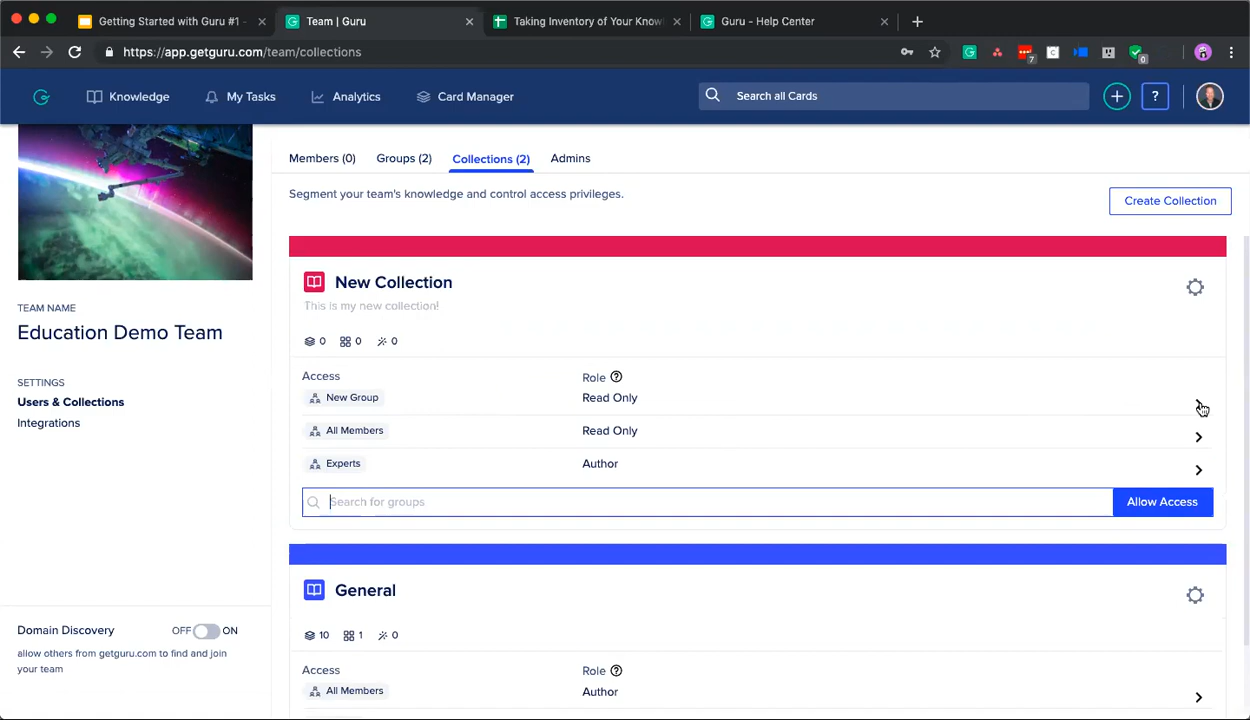 Getting Started with Guru #1 -
Team | Guru
Taking Inventory of Your Know
Guru - Help Center
https://app.getguru.com/team/collections
7
0
Knowledge
My Tasks
Analytics
Card Manager
Search all Cards
?
Members (0)
Groups (2)
Collections (2)
Admins
Segment your team's knowledge and control access privileges.
Create Collection
TEAM NAME
Education Demo Team
SETTINGS
Users & Collections
Integrations
Domain Discovery
OFF
ON
allow others from getguru.com to find and join
your team
New Collection
This is my new collection!
0 0 0
Access
Role ?
New Group
Read Only
All Members
Read Only
Experts
Author
Search for groups
Allow Access
General
10 1 0
Access
Role ?
All Members
Author